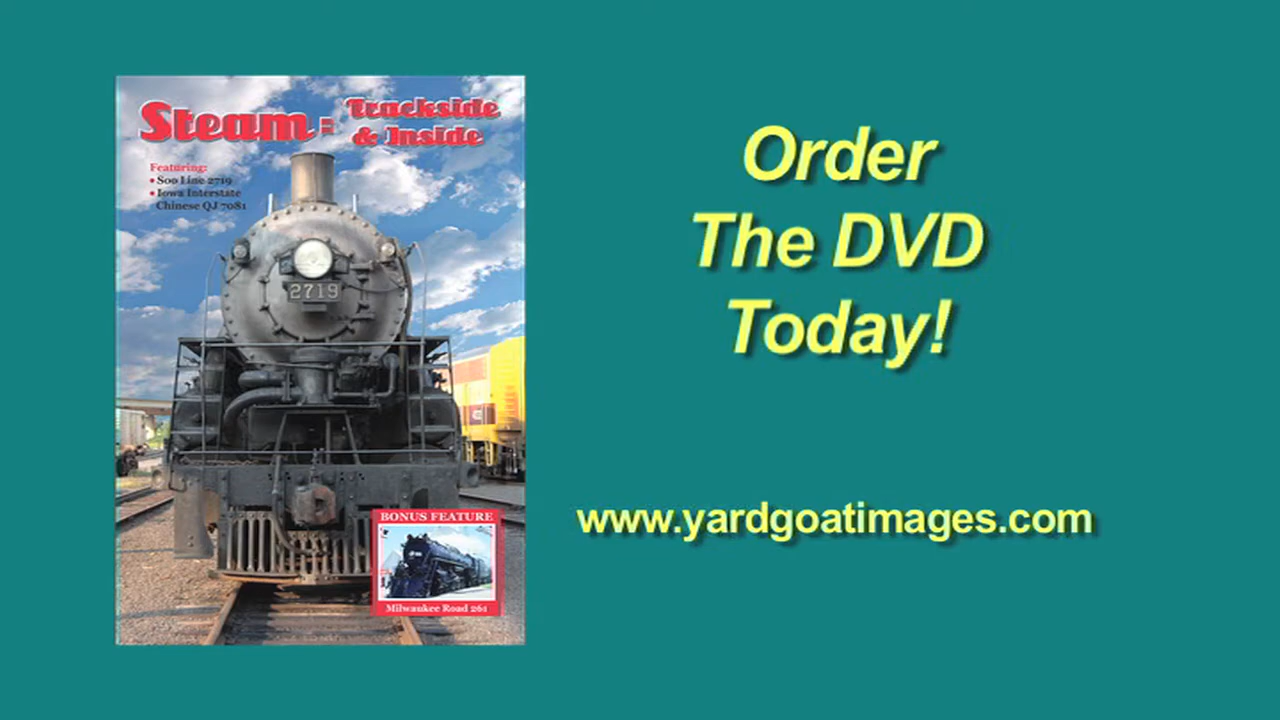 Steam: Trackside
& Inside
Featuring:
• Soo Line 2719
• Iowa Interstate
Chinese QJ 7081
2719
BONUS FEATURE
Milwaukee Road 261
Order
The DVD
Today!
www.yardgoatimages.com